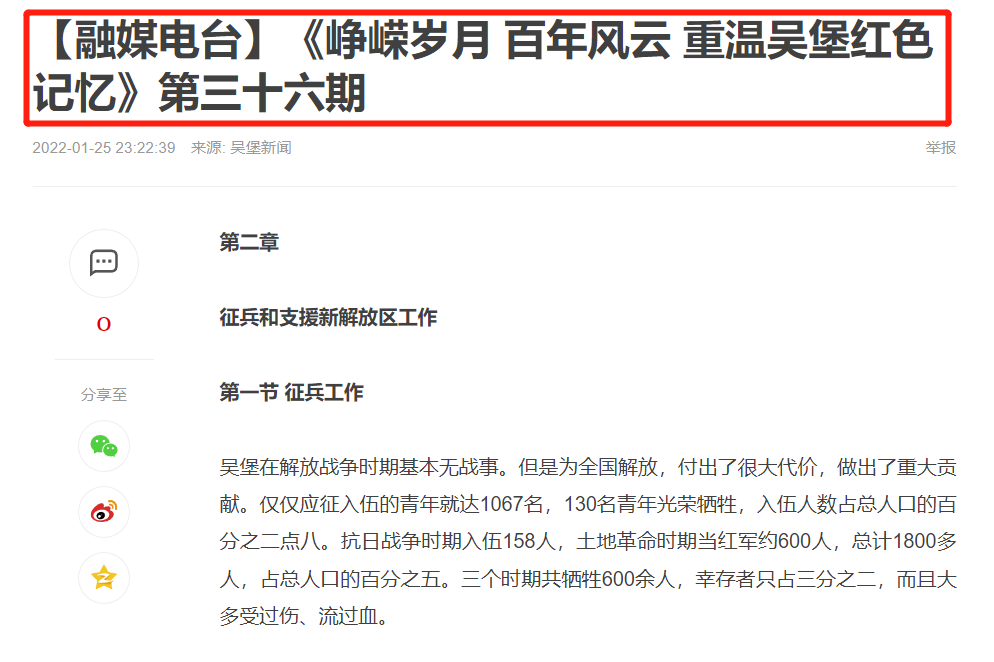 【融媒电台】《峥嵘岁月 百年风云 重温吴堡红色
记忆》第三十六期
2022-01-25 23:22:39 来源: 吴堡新闻 举报
第二章
0
征兵和支援新解放区工作
分享至
第一节 征兵工作
吴堡在解放战争时期基本无战事。但是为全国解放，付出了很大代价，做出了重大贡
献。仅仅应征入伍的青年就达1067名，130名青年光荣牺牲，入伍人数占总人口的百
分之二点八。抗日战争时期入伍158人，土地革命时期当红军约600人，总计1800多
人，占总人口的百分之五。三个时期共牺牲600余人，幸存者只占三分之二，而且大
多受过伤、流过血。